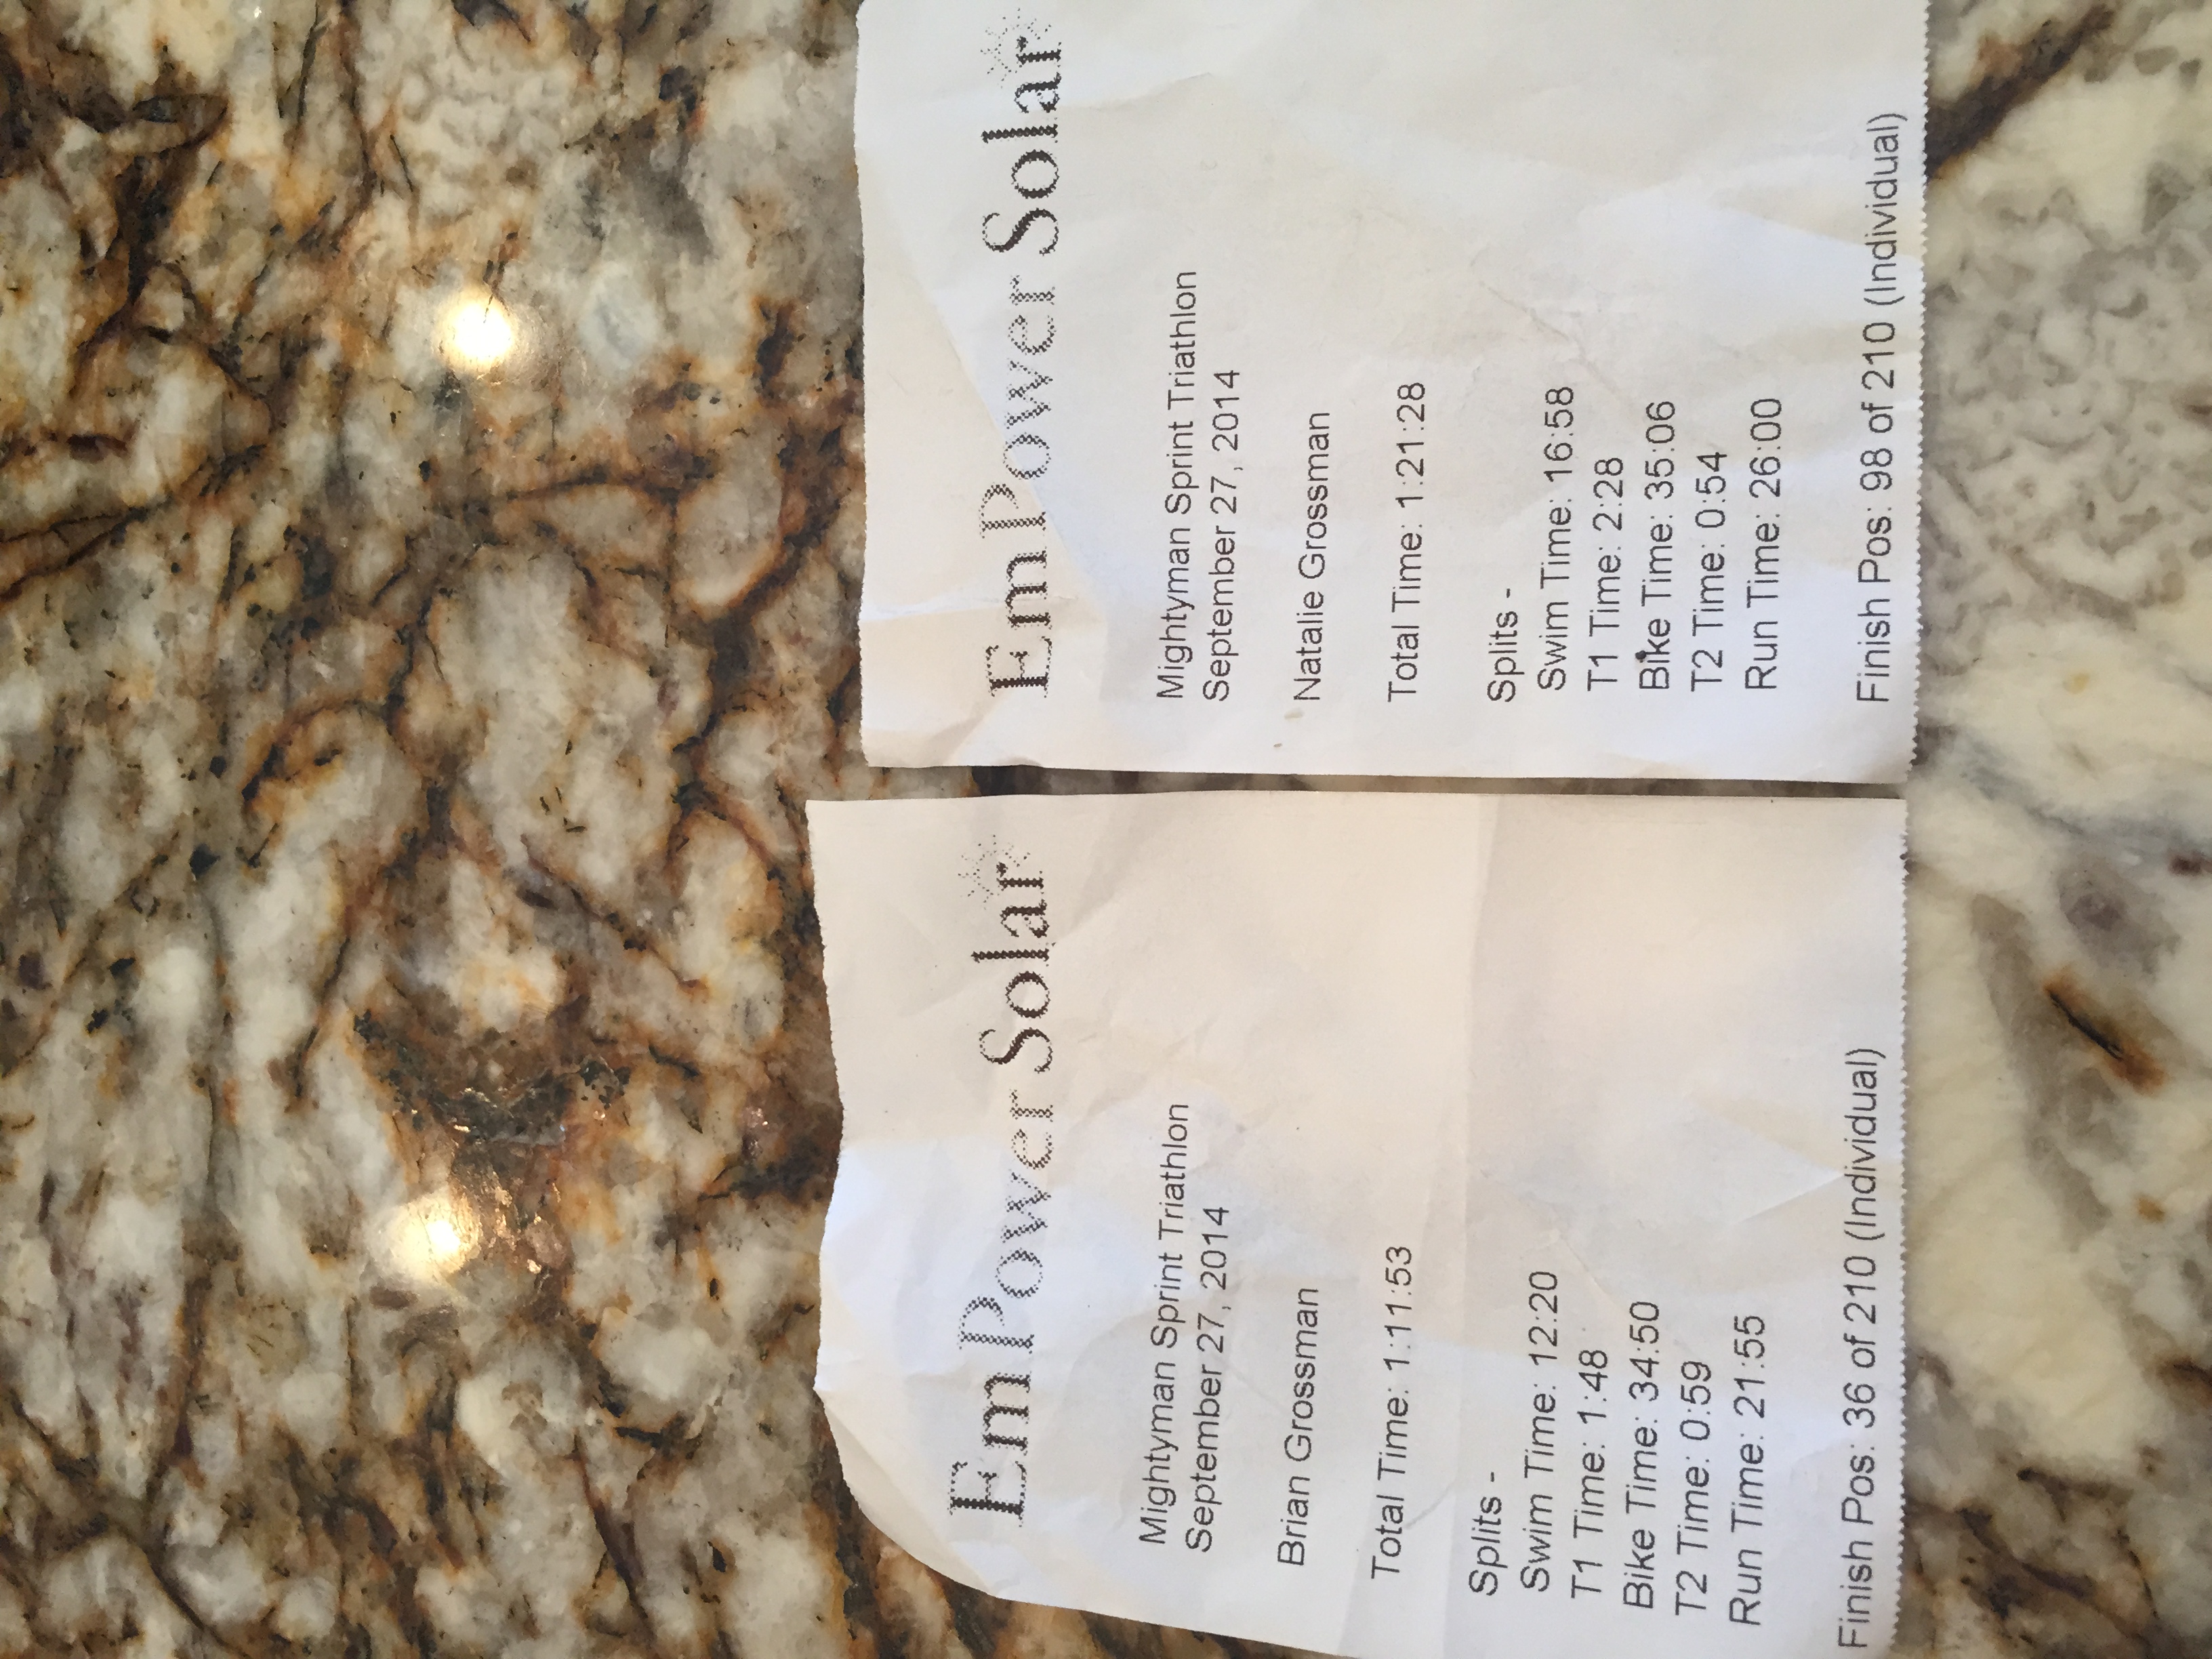 EmPower Solar
Mightyman Sprint Triathlon
September 27, 2014
Brian Grossman
Total Time: 1:11:53
Splits -
Swim Time: 12:20
T1 Time: 1:48
Bike Time: 34:50
T2 Time: 0:59
Run Time: 21:55
Finish Pos: 36 of 210 (Individual)
EmPower Solar
Mightyman Sprint Triathlon
September 27, 2014
Natalie Grossman
Total Time: 1:21:28
Splits -
Swim Time: 16:58
T1 Time: 2:28
Bike Time: 35:06
T2 Time: 0:54
Run Time: 26:00
Finish Pos: 98 of 210 (Individual)